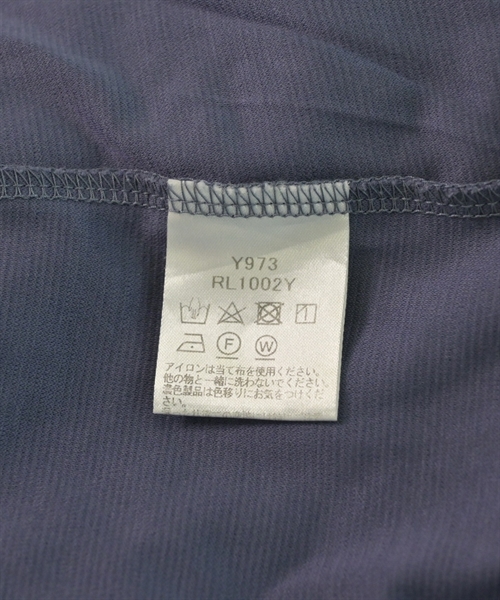 Y973
RL1002Y
F W
アイロンは当て布を使用ください。
他の物と一緒に洗わないでください。
濃色製品は色移りにお気をつけくだ
さい。